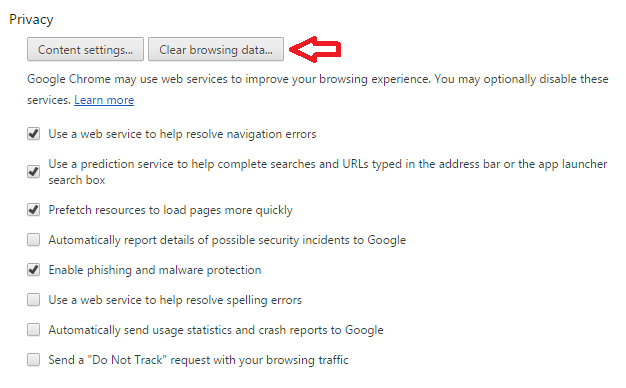 Privacy
Content settings... Clear browsing data...
Google Chrome may use web services to improve your browsing experience. You may optionally disable these
services. Learn more
Use a web service to help resolve navigation errors
Use a prediction service to help complete searches and URLs typed in the address bar or the app launcher
search box
Prefetch resources to load pages more quickly
Automatically report details of possible security incidents to Google
Enable phishing and malware protection
Use a web service to help resolve spelling errors
Automatically send usage statistics and crash reports to Google
Send a "Do Not Track" request with your browsing traffic